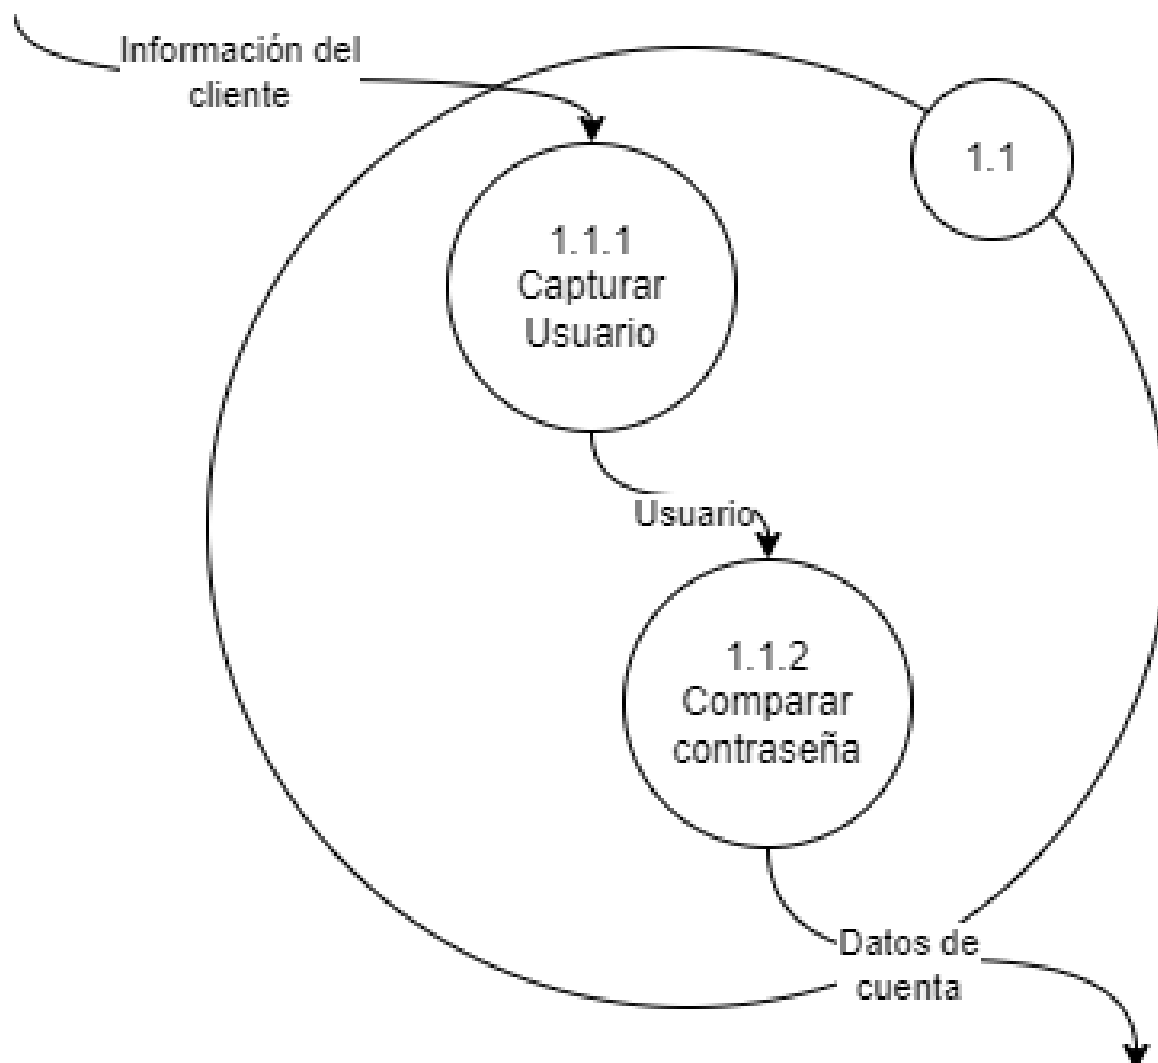 Información del
cliente
1.1
1.1.1
Capturar
Usuario
Usuario
1.1.2
Comparar
contraseña
Datos de
cuenta